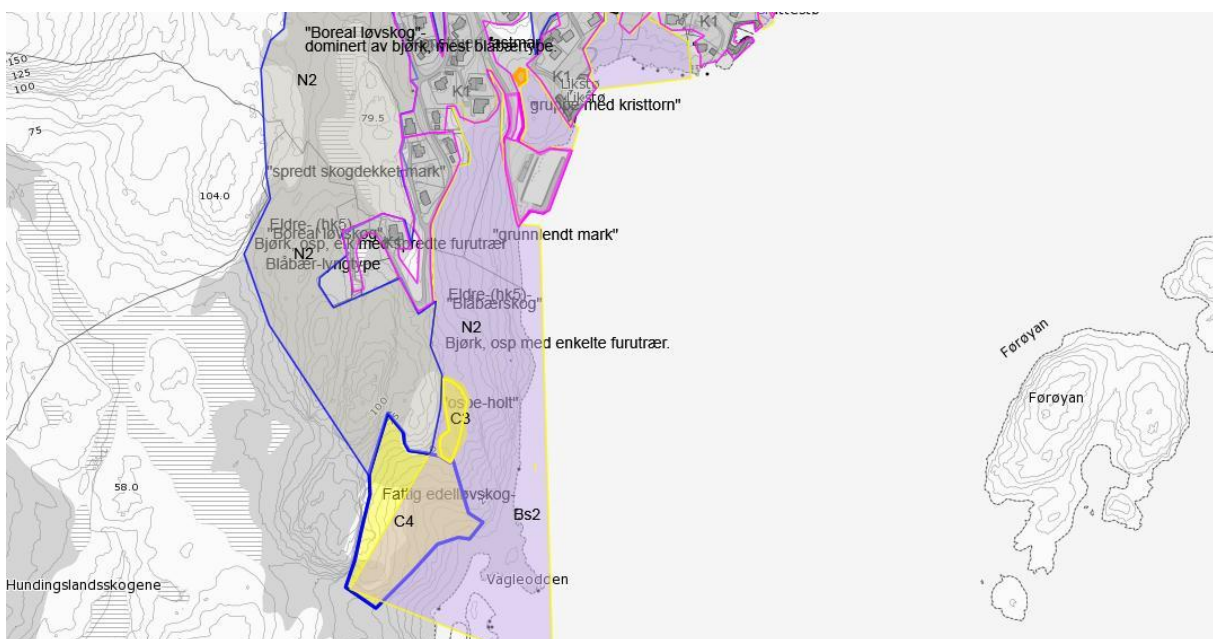 "Boreal løvskog"-
dominert av bjørk, mest blåbærtype.
150
125
100
N2
K1
K1
K1
Likstø
Likstø
"gruppe med kristtorn"
79.5
75
"spredt skogdekket mark"
104.0
Eldre- (hk5)
"Boreal løvskog"
"grunnlendt mark"
Bjørk, osp, eik med spredte furutrær
N2
Blåbær-lyngtype
Eldre-(hk5)-
"Blåbærskog"
N2
Førøyan
Bjørk, osp med enkelte furutrær.
Førøyan
100
"ospe-holt"
C3
58.0
Fattig edelløvskog-
Bs2
C4
Hundingslandsskogene
Vågleodden